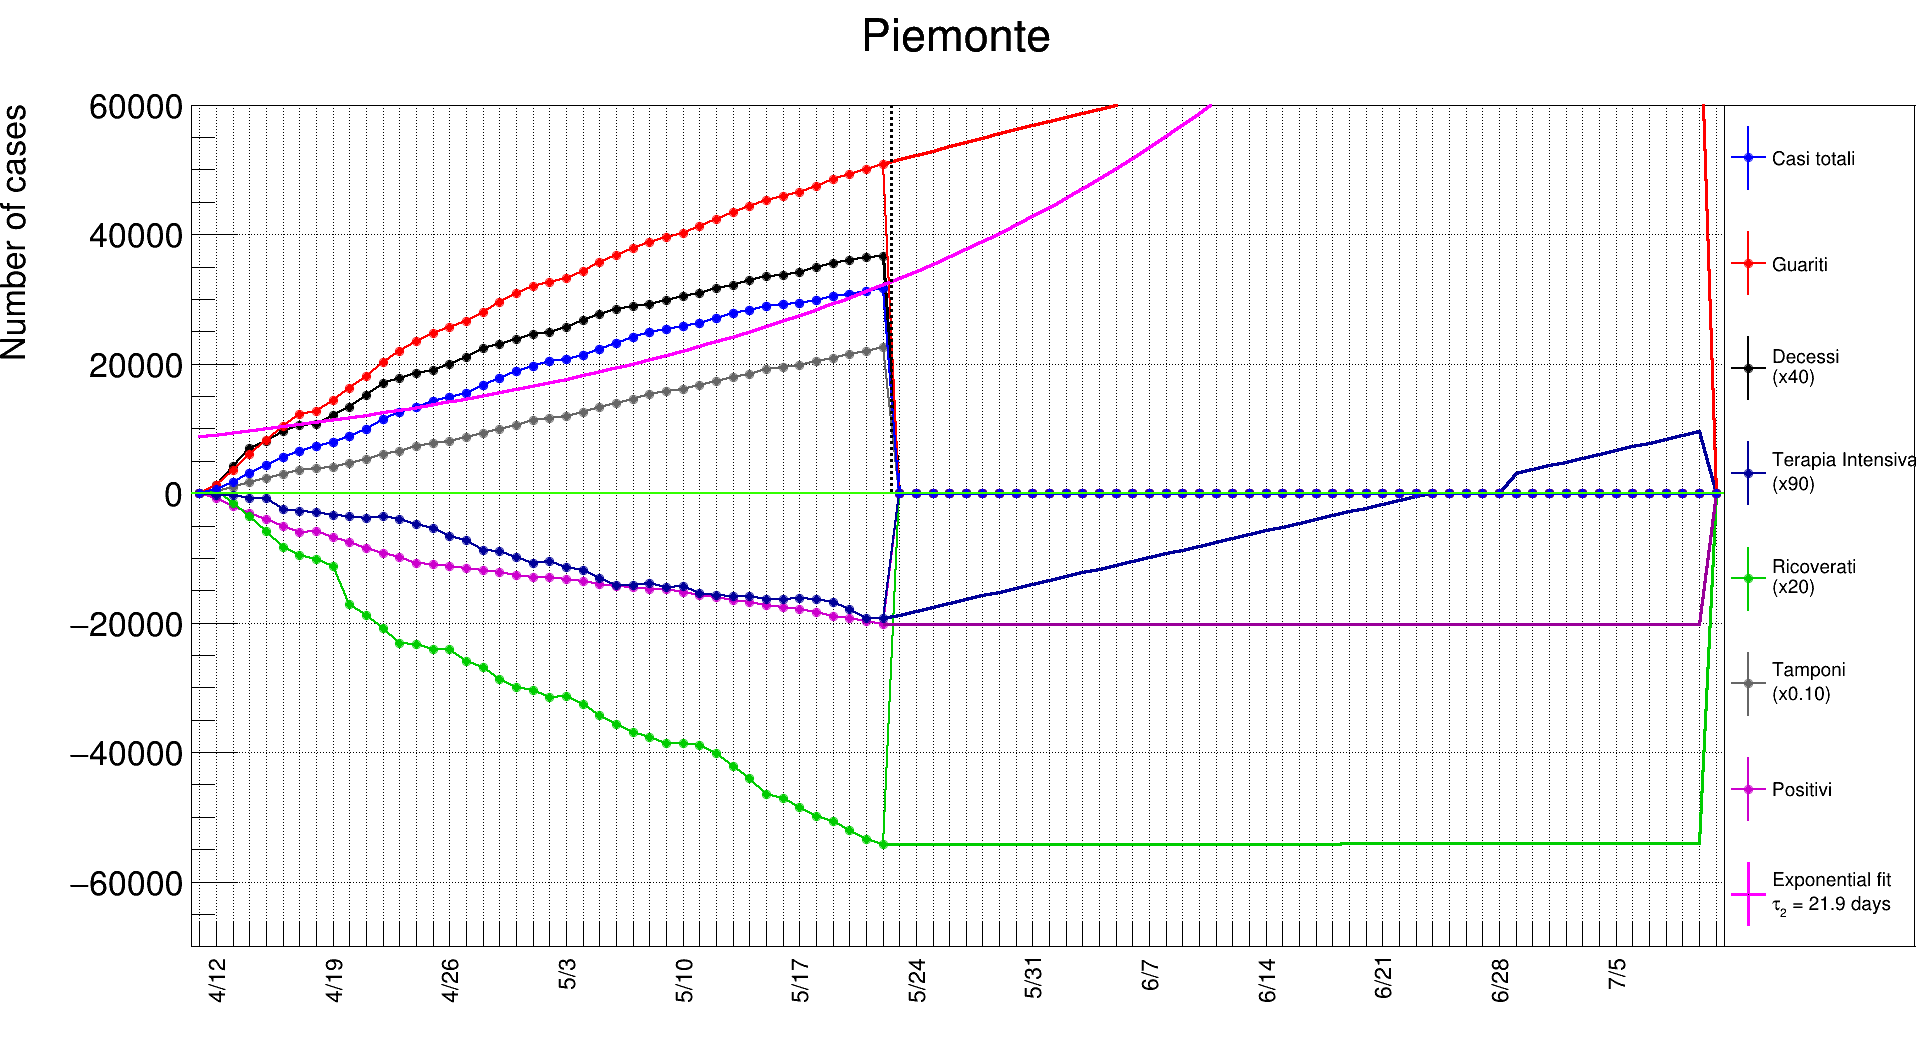 Piemonte
Number of cases
60000
40000
20000
0
−20000
−40000
−60000
4/12
4/19
4/26
5/3
5/10
5/17
5/24
5/31
6/7
6/14
6/21
6/28
7/5
Casi totali
Guariti
Decessi
(x40)
Terapia Intensiva
(x90)
Ricoverati
(x20)
Tamponi
(x0.10)
Positivi
Exponential fit
τ2 = 21.9 days